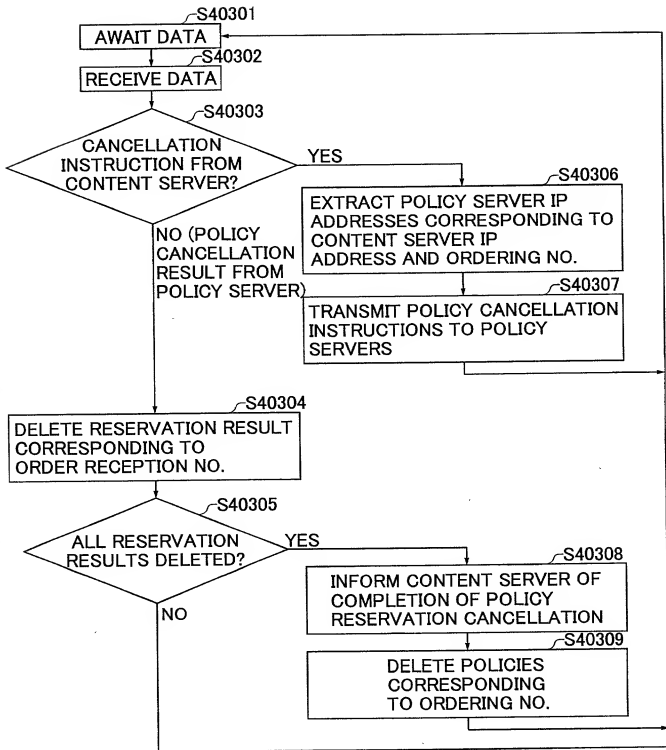 S40301
AWAIT DATA
S40302
RECEIVE DATA
S40303
CANCELLATION
INSTRUCTION FROM
CONTENT SERVER?
YES
S40306
EXTRACT POLICY SERVER IP
ADDRESSES CORRESPONDING TO
CONTENT SERVER IP
ADDRESS AND ORDERING NO.
NO (POLICY
CANCELLATION
RESULT FROM
POLICY SERVER)
S40307
TRANSMIT POLICY CANCELLATION
INSTRUCTIONS TO POLICY
SERVERS
S40304
DELETE RESERVATION RESULT
CORRESPONDING TO
ORDER RECEPTION NO.
S40305
ALL RESERVATION
RESULTS DELETED?
YES
S40308
INFORM CONTENT SERVER OF
COMPLETION OF POLICY
RESERVATION CANCELLATION
NO
S40309
DELETE POLICIES
CORRESPONDING
TO ORDERING NO.